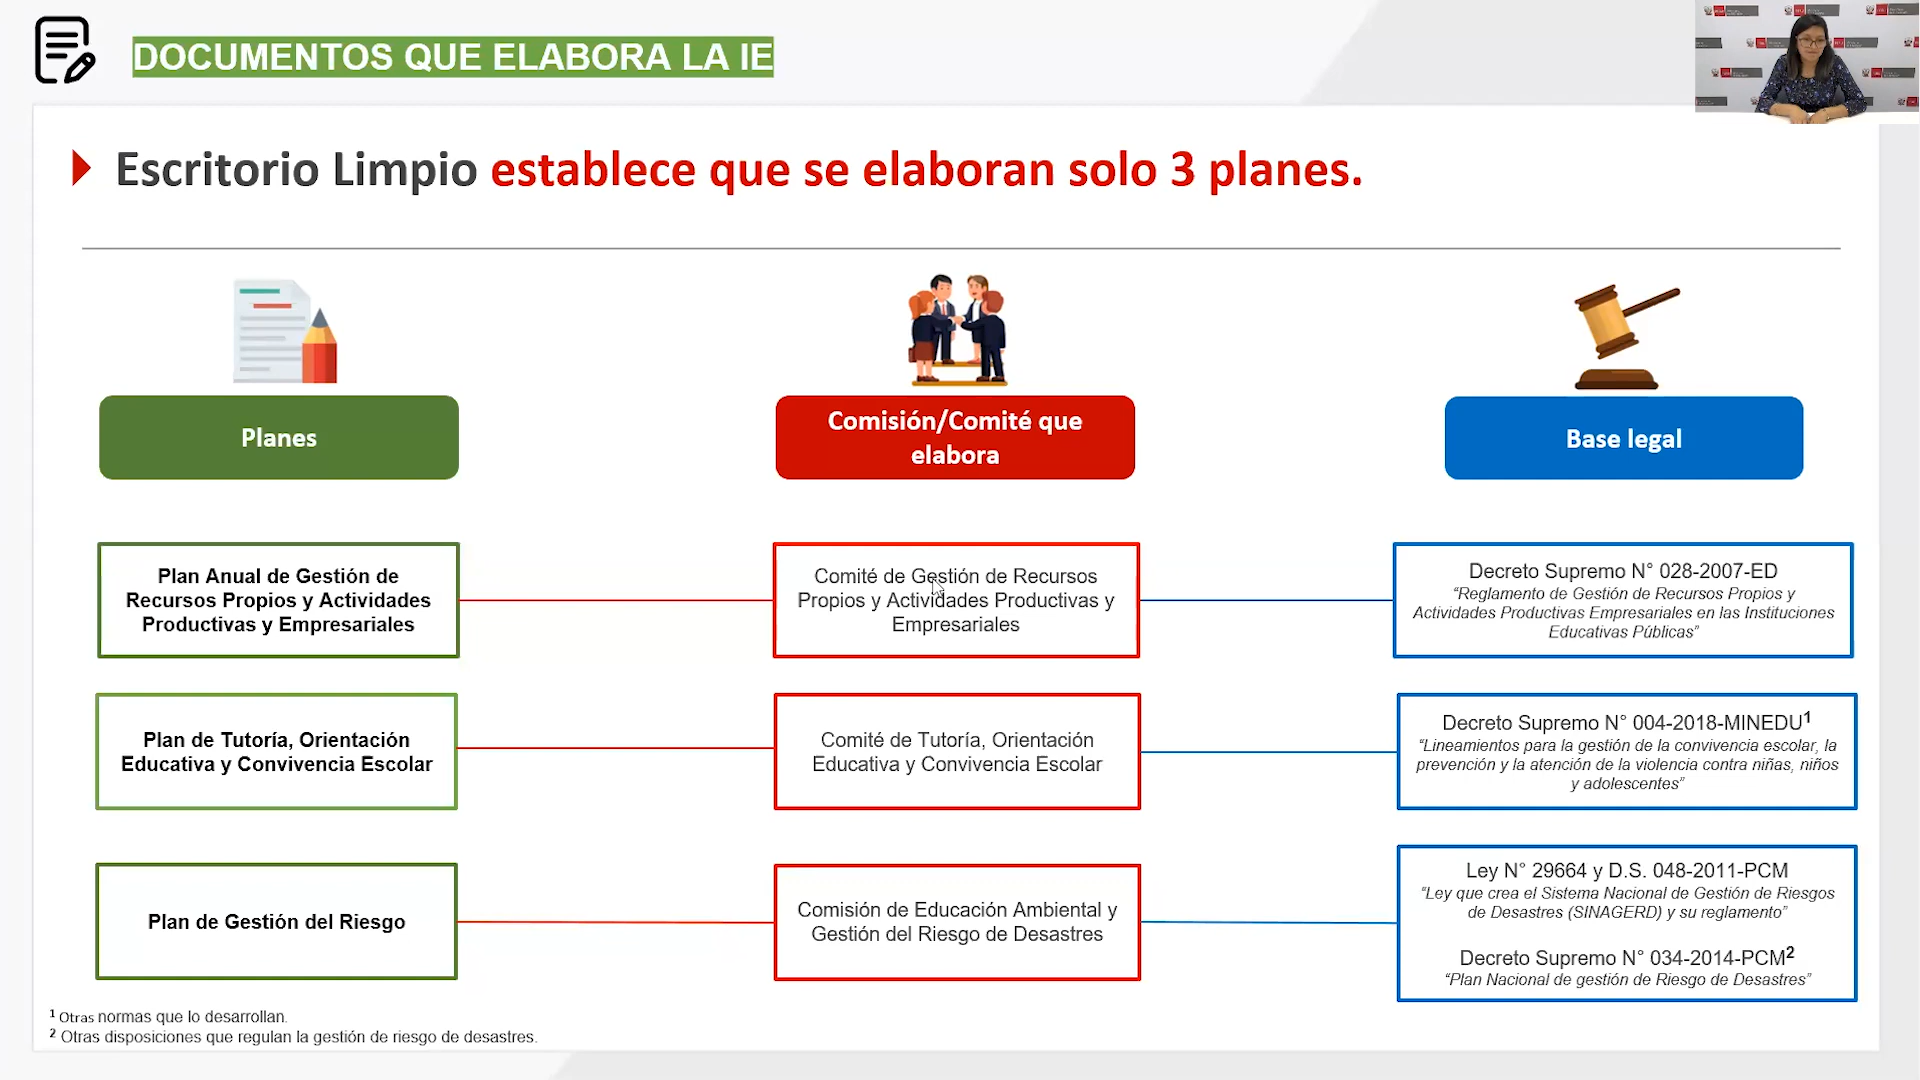 DOCUMENTOS QUE ELABORA LA IE
Escritorio Limpio establece que se elaboran solo 3 planes.
Planes
Comisión/Comité que
elabora
Base legal
Plan Anual de Gestión de
Recursos Propios y Actividades
Productivas y Empresariales
Comité de Gestión de Recursos
Propios y Actividades Productivas y
Empresariales
Decreto Supremo N° 028-2007-ED
“Reglamento de Gestión de Recursos Propios y
Actividades Productivas Empresariales en las Instituciones
Educativas Públicas”
Plan de Tutoría, Orientación
Educativa y Convivencia Escolar
Comité de Tutoría, Orientación
Educativa y Convivencia Escolar
Decreto Supremo N° 004-2018-MINEDU¹
“Lineamientos para la gestión de la convivencia escolar, la
prevención y la atención de la violencia contra niñas, niños
y adolescentes”
Plan de Gestión del Riesgo
Comisión de Educación Ambiental y
Gestión del Riesgo de Desastres
Ley N° 29664 y D.S. 048-2011-PCM
“Ley que crea el Sistema Nacional de Gestión de Riesgos
de Desastres (SINAGERD) y su reglamento”
Decreto Supremo N° 034-2014-PCM²
“Plan Nacional de gestión de Riesgo de Desastres”
¹ Otras normas que lo desarrollan.
² Otras disposiciones que regulan la gestión de riesgo de desastres.